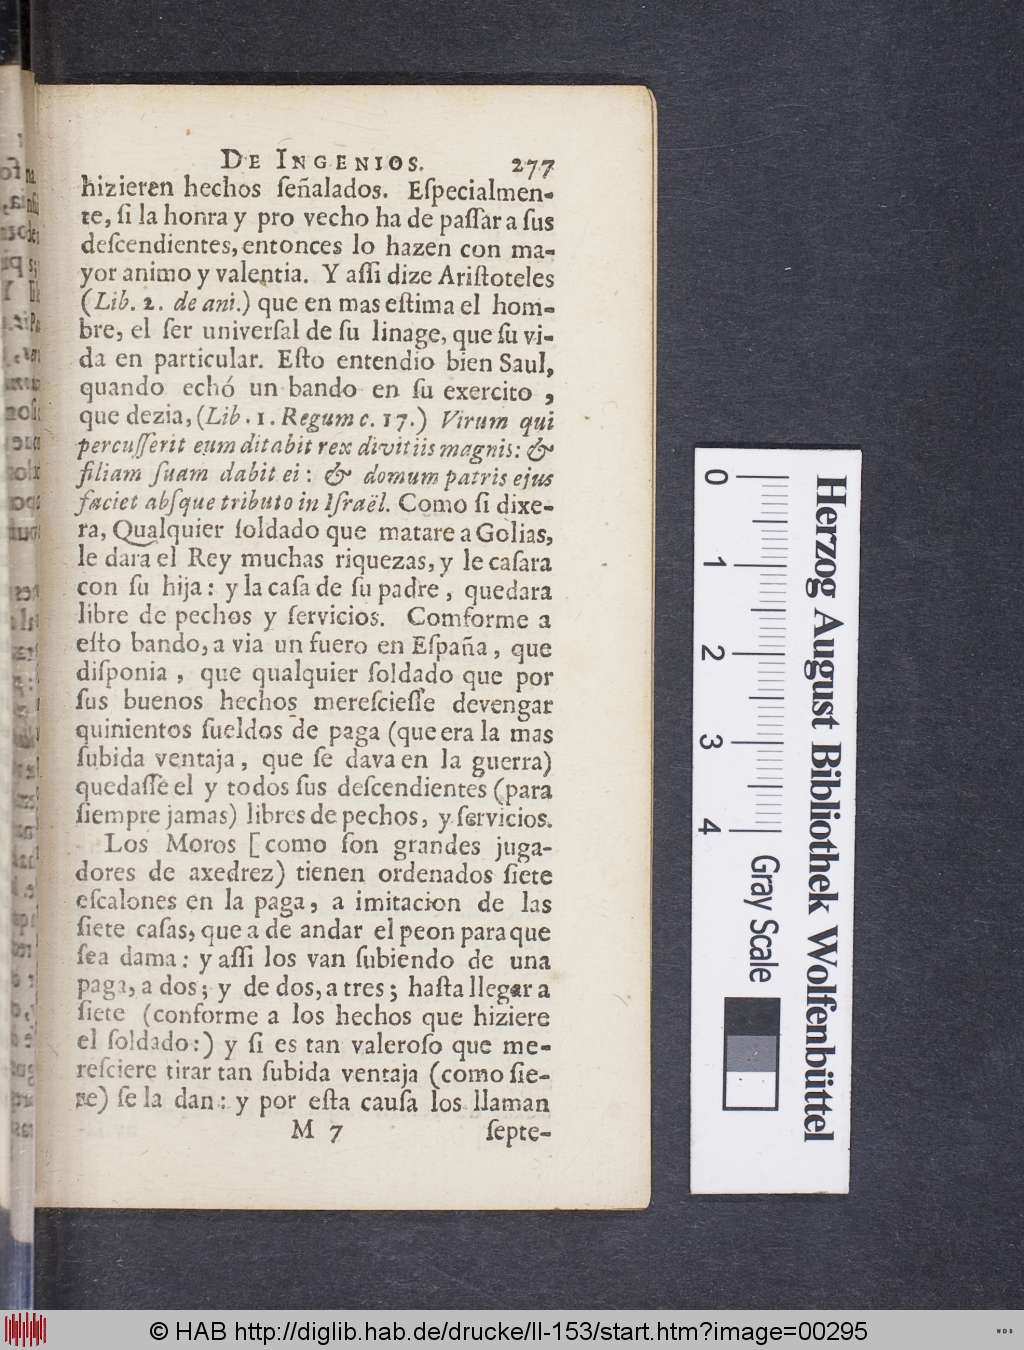 DE INGENIOS. 277
hizieren hechos ſeñalados. Eſpecialmen-
te, ſi la honra y pro vecho ha de paſſar a ſus
deſcendientes, entonces lo hazen con ma-
yor animo y valentia. Y aſſi dize Ariſtoteles
(Lib. 2. de ani.) que en mas eſtima el hom-
bre, el ſer univerſal de ſu linage, que ſu vi-
da en particular. Eſto entendio bien Saul,
quando echó un bando en ſu exercito ,
que dezia, (Lib. 1. Regum c. 17.) Virum qui
percuſſerit eum ditabit rex divitiis magnis: &
filiam ſuam dabit ei : & domum patris ejus
faciet abſque tributo in Iſraël. Como ſi dixe-
ra, Qualquier ſoldado que matare a Golias,
le dara el Rey muchas riquezas, y le caſara
con ſu hija : y la caſa de ſu padre , quedara
libre de pechos y ſervicios. Comforme a
eſto bando, a via un fuero en Eſpaña , que
diſponia , que qualquier ſoldado que por
ſus buenos hechos mereſcieſſe devengar
quinientos ſueldos de paga (que era la mas
ſubida ventaja , que ſe dava en la guerra)
quedaſſe el y todos ſus deſcendientes (para
ſiempre jamas) libres de pechos, y ſervicios.
Los Moros [como ſon grandes juga-
dores de axedrez) tienen ordenados ſiete
eſcalones en la paga, a imitacion de las
ſiete caſas, que a de andar el peon para que
ſea dama : y aſſi los van ſubiendo de una
paga, a dos ; y de dos, a tres ; haſta llegar a
ſiete (conforme a los hechos que hiziere
el ſoldado:) y ſi es tan valeroſo que me-
reſciere tirar tan ſubida ventaja (como ſie-
te) ſe la dan : y por eſta cauſa los llaman
M 7 ſepte-
0 1 2 3 4
Gray Scale
Herzog August Bibliothek Wolfenbüttel
© HAB http://diglib.hab.de/drucke/ll-153/start.htm?image=00295